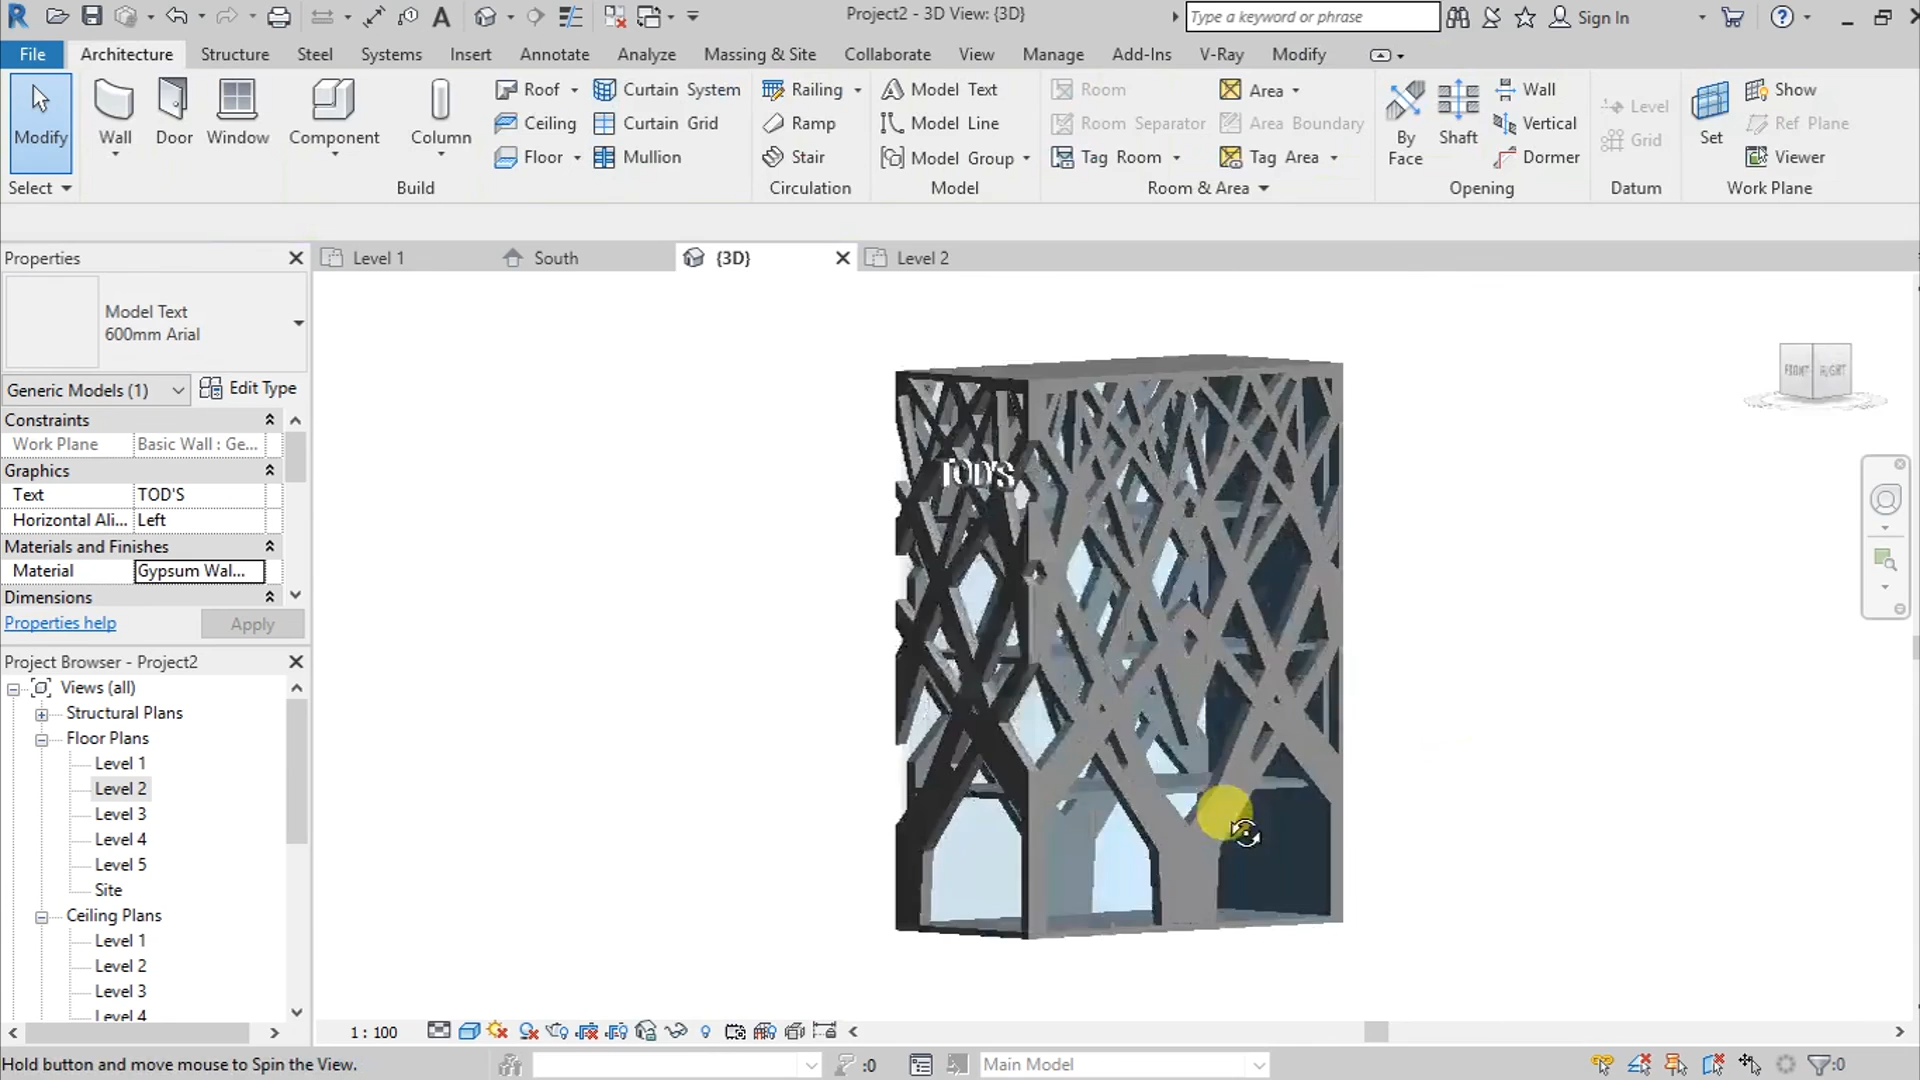 Project2 - 3D View: {3D}
Type a keyword or phrase
Sign In
File Architecture Structure Steel Systems Insert Annotate Analyze Massing & Site Collaborate View Manage Add-Ins V-Ray Modify
Modify
Wall
Door
Window
Component
Column
Roof
Ceiling
Floor
Curtain System
Curtain Grid
Mullion
Railing
Ramp
Stair
Model Text
Model Line
Model Group
Room
Room Separator
Tag Room
Area
Area Boundary
Tag Area
By
Face
Shaft
Wall
Vertical
Dormer
Level
Grid
Set
Show
Ref Plane
Viewer
Select Build Circulation Model Room & Area Opening Datum Work Plane
Properties
Level 1 South {3D} Level 2
Model Text
600mm Arial
Generic Models (1) Edit Type
Constraints
Work Plane Basic Wall : Ge...
Graphics
Text TOD'S
Horizontal Ali... Left
Materials and Finishes
Material Gypsum Wal...
Dimensions
Properties help Apply
Project Browser - Project2
Views (all)
Structural Plans
Floor Plans
Level 1
Level 2
Level 3
Level 4
Level 5
Site
Ceiling Plans
Level 1
Level 2
Level 3
Level 4
TOD'S
FRONT RIGHT
1 : 100
Hold button and move mouse to Spin the View.
:0
Main Model
:0